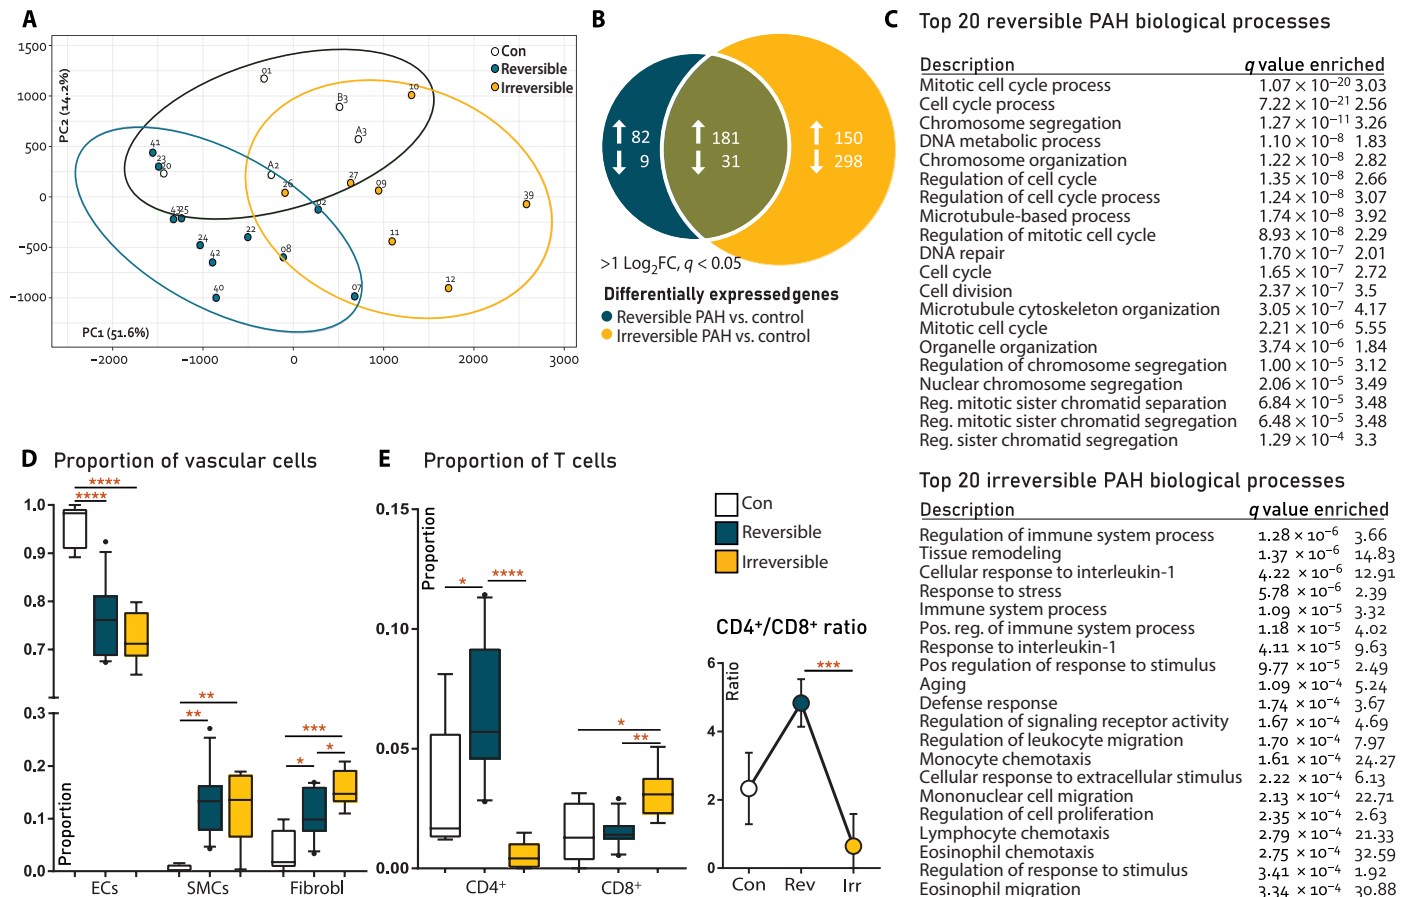 A
1500
1000
500
0
−500
−1000
PC2 (14.2%)
PC1 (51.6%)
−2000
−1000
0
1000
2000
3000
Con
Reversible
Irreversible
01
B3
A3
10
41
23
20
A2
26
27
09
39
43
25
02
24
22
11
42
08
40
07
12
B
82
9
181
31
150
298
>1 Log2FC, q < 0.05
Differentially expressed genes
Reversible PAH vs. control
Irreversible PAH vs. control
C Top 20 reversible PAH biological processes
Description q value enriched
Mitotic cell cycle process 1.07 × 10−20 3.03
Cell cycle process 7.22 × 10−21 2.56
Chromosome segregation 1.27 × 10−11 3.26
DNA metabolic process 1.10 × 10−8 1.83
Chromosome organization 1.22 × 10−8 2.82
Regulation of cell cycle 1.35 × 10−8 2.66
Regulation of cell cycle process 1.24 × 10−8 3.07
Microtubule-based process 1.74 × 10−8 3.92
Regulation of mitotic cell cycle 8.93 × 10−8 2.29
DNA repair 1.70 × 10−7 2.01
Cell cycle 1.65 × 10−7 2.72
Cell division 2.37 × 10−7 3.5
Microtubule cytoskeleton organization 3.05 × 10−7 4.17
Mitotic cell cycle 2.21 × 10−6 5.55
Organelle organization 3.74 × 10−6 1.84
Regulation of chromosome segregation 1.00 × 10−5 3.12
Nuclear chromosome segregation 2.06 × 10−5 3.49
Reg. mitotic sister chromatid separation 6.84 × 10−5 3.48
Reg. mitotic sister chromatid segregation 6.48 × 10−5 3.48
Reg. sister chromatid segregation 1.29 × 10−4 3.3
Top 20 irreversible PAH biological processes
Description q value enriched
Regulation of immune system process 1.28 × 10−6 3.66
Tissue remodeling 1.37 × 10−6 14.83
Cellular response to interleukin-1 4.22 × 10−6 12.91
Response to stress 5.78 × 10−6 2.39
Immune system process 1.09 × 10−5 3.32
Pos. reg. of immune system process 1.18 × 10−5 4.02
Response to interleukin-1 4.11 × 10−5 9.63
Pos regulation of response to stimulus 9.77 × 10−5 2.49
Aging 1.09 × 10−4 5.24
Defense response 1.74 × 10−4 3.67
Regulation of signaling receptor activity 1.67 × 10−4 4.69
Regulation of leukocyte migration 1.70 × 10−4 7.97
Monocyte chemotaxis 1.61 × 10−4 24.27
Cellular response to extracellular stimulus 2.22 × 10−4 6.13
Mononuclear cell migration 2.13 × 10−4 22.71
Regulation of cell proliferation 2.35 × 10−4 2.63
Lymphocyte chemotaxis 2.79 × 10−4 21.33
Eosinophil chemotaxis 2.75 × 10−4 32.59
Regulation of response to stimulus 3.41 × 10−4 1.92
Eosinophil migration 3.34 × 10−4 30.88
D Proportion of vascular cells
****
****
1.0
0.9
0.8
0.7
0.3
0.2
0.1
0.0
Proportion
**
**
***
*
*
ECs
SMCs
Fibrobl
E Proportion of T cells
0.15
0.10
0.05
0.00
Proportion
*
****
*
**
CD4+
CD8+
Con
Reversible
Irreversible
CD4+/CD8+ ratio
6
4
2
0
Ratio
***
Con
Rev
Irr